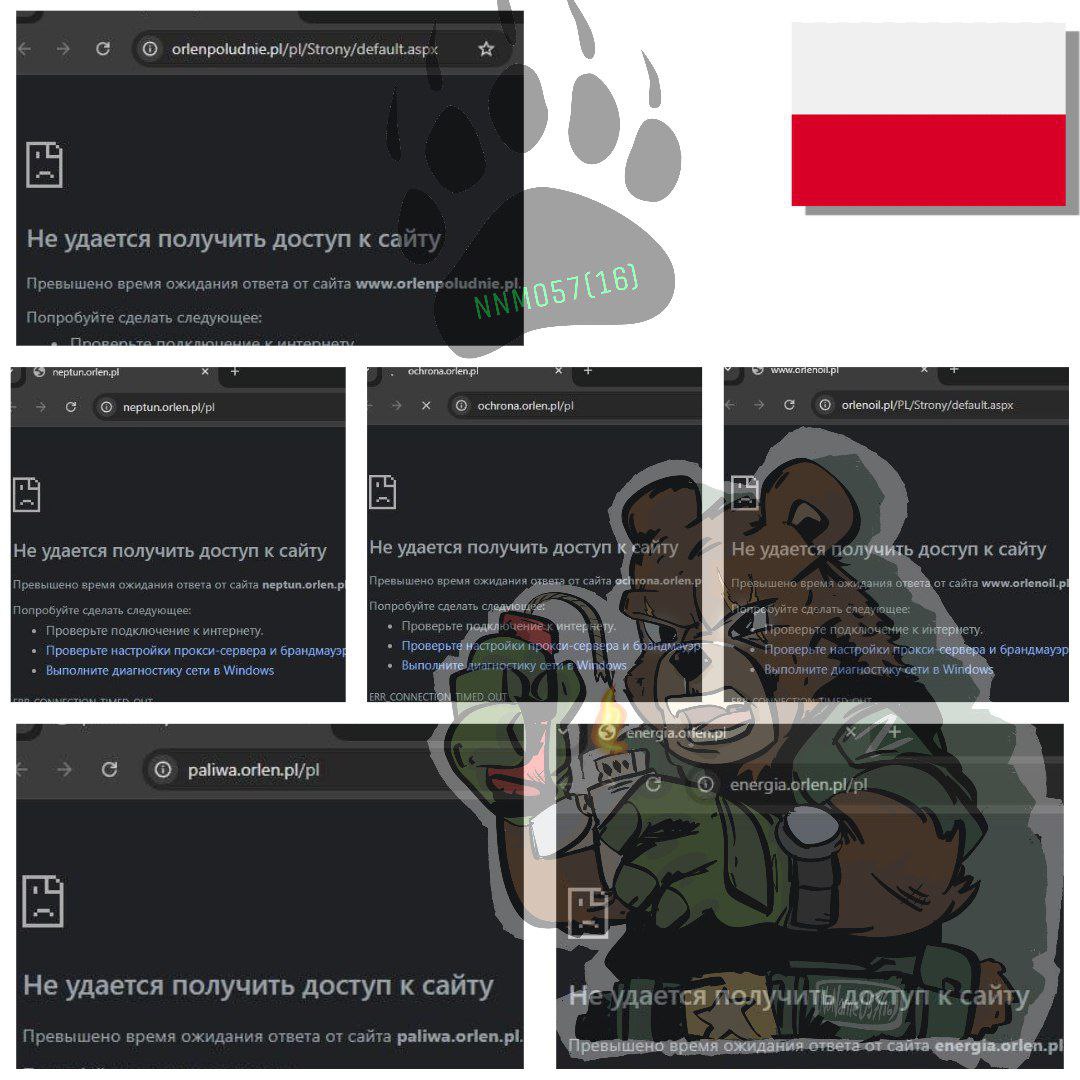 orlenpoludnie.pl/pl/Strony/default.aspx
Не удается получить доступ к сайту
Превышено время ожидания ответа от сайта www.orlenpoludnie.pl.
Попробуйте сделать следующее:
Проверьте подключение к интернету
NNM057(16)
neptun.orlen.pl
neptun.orlen.pl/pl
Не удается получить доступ к сайту
Превышено время ожидания ответа от сайта neptun.orlen.pl
Попробуйте сделать следующее:
Проверьте подключение к интернету.
Проверьте настройки прокси-сервера и брандмауэр
Выполните диагностику сети в Windows
ERR_CONNECTION_TIMED_OUT
ochrona.orlen.pl
ochrona.orlen.pl/pl
Не удается получить доступ к сайту
Превышено время ожидания ответа от сайта ochrona.orlen.p
Попробуйте сделать следующее:
Проверьте подключение к интернету.
Проверьте настройки прокси-сервера и брандмауэр
Выполните диагностику сети в Windows
ERR_CONNECTION_TIMED_OUT
www.orlenoil.pl
orlenoil.pl/PL/Strony/default.aspx
Не удается получить доступ к сайту
Превышено время ожидания ответа от сайта www.orlenoil.pl
Попробуйте сделать следующее:
Проверьте подключение к интернету.
Проверьте настройки прокси-сервера и брандмауэр
Выполните диагностику сети в Windows
ERR_CONNECTION_TIMED_OUT
paliwa.orlen.pl/pl
Не удается получить доступ к сайту
Превышено время ожидания ответа от сайта paliwa.orlen.pl.
energia.orlen.pl
energia.orlen.pl/pl
Не удается получить доступ к сайту
Превышено время ожидания ответа от сайта energia.orlen.pl